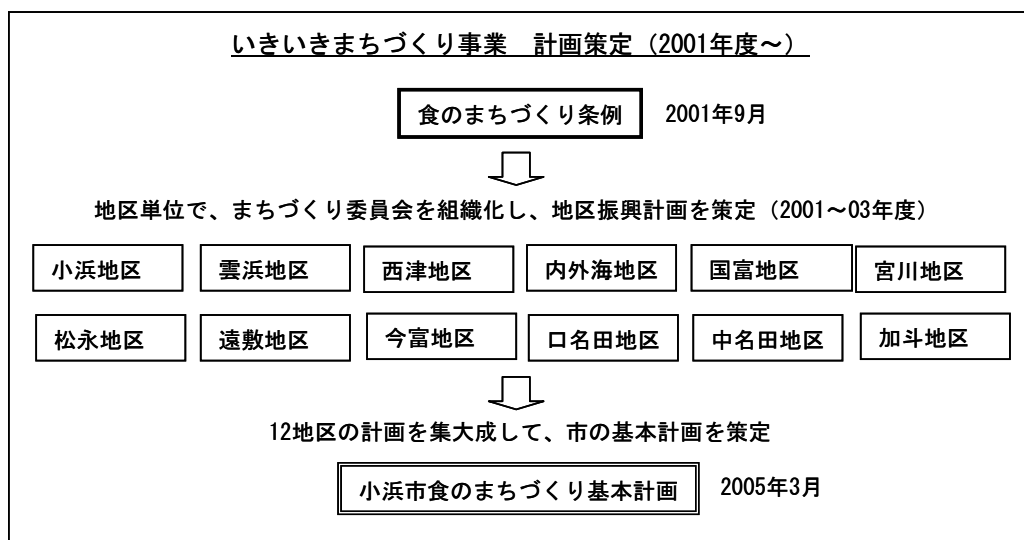 いきいきまちづくり事業　計画策定（2001年度～）
食のまちづくり条例　2001年9月
地区単位で、まちづくり委員会を組織化し、地区振興計画を策定（2001～03年度）
小浜地区　雲浜地区　西津地区　内外海地区　国富地区　宮川地区
松永地区　遠敷地区　今富地区　口名田地区　中名田地区　加斗地区
12地区の計画を集大成して、市の基本計画を策定
小浜市食のまちづくり基本計画　2005年3月